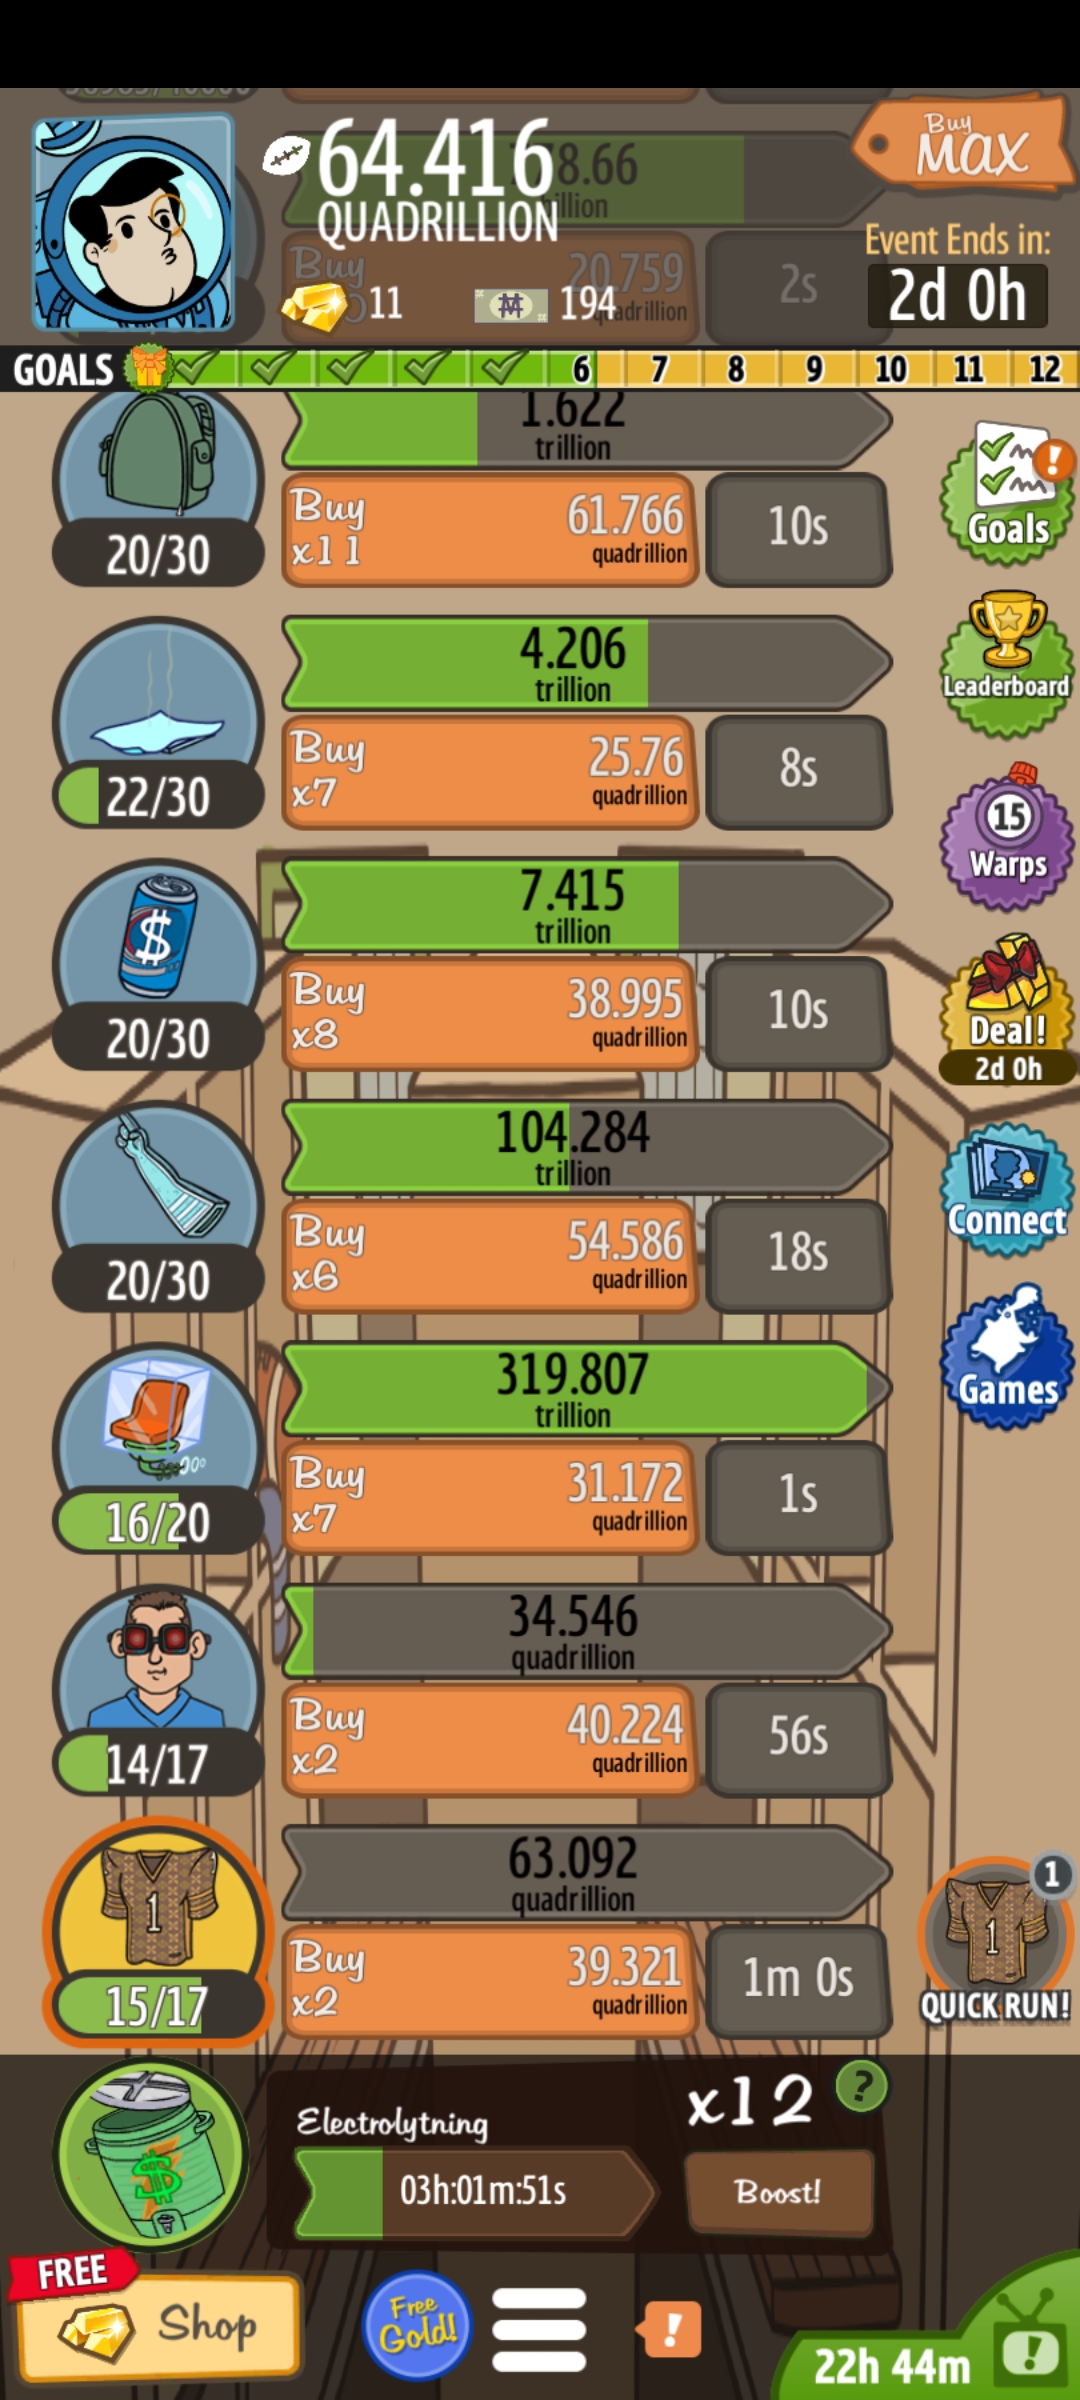 64.416
QUADRILLION
Buy
MAX
Event Ends in:
2d 0h
20.759
Buy
2s
11
194
GOALS
6 7 8 9 10 11 12
1.622
trillion
Buy
x11
61.766
quadrillion
10s
20/30
Goals
4.206
trillion
Buy
x7
25.76
quadrillion
8s
22/30
Leaderboard
15
Warps
7.415
trillion
Buy
x8
38.995
quadrillion
10s
20/30
$
Deal!
2d 0h
104.284
trillion
Buy
x6
54.586
quadrillion
18s
20/30
Connect
319.807
trillion
Buy
x7
31.172
quadrillion
1s
16/20
Games
34.546
quadrillion
Buy
x2
40.224
quadrillion
56s
14/17
63.092
quadrillion
Buy
x2
39.321
quadrillion
1m 0s
1
15/17
1
1
QUICK RUN!
Electrolytning
x12
?
$
03h:01m:51s
Boost!
FREE
Shop
Free
Gold!
!
22h 44m
!